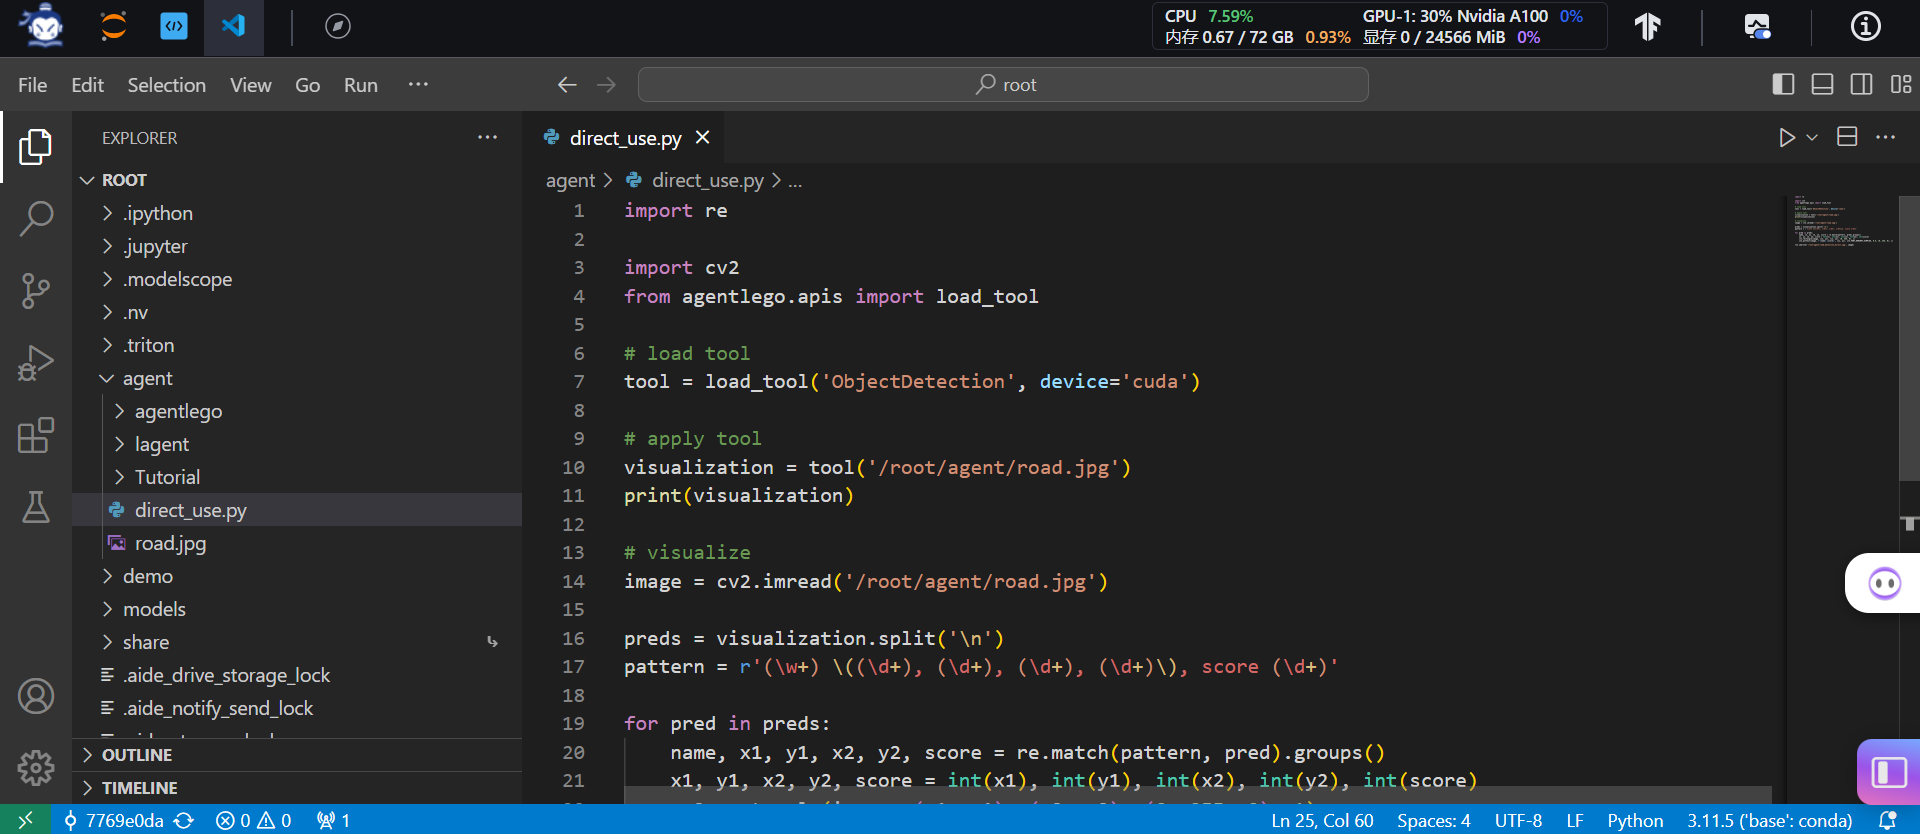 CPU 7.59% GPU-1: 30% Nvidia A100 0%
内存 0.67 / 72 GB 0.93% 显存 0 / 24566 MiB 0%
File Edit Selection View Go Run ··· root
EXPLORER ···
ROOT
.ipython
.jupyter
.modelscope
.nv
.triton
agent
agentlego
lagent
Tutorial
direct_use.py
road.jpg
demo
models
share
.aide_drive_storage_lock
.aide_notify_send_lock
OUTLINE
TIMELINE
direct_use.py
agent > direct_use.py > ...
1 import re
2
3 import cv2
4 from agentlego.apis import load_tool
5
6 # load tool
7 tool = load_tool('ObjectDetection', device='cuda')
8
9 # apply tool
10 visualization = tool('/root/agent/road.jpg')
11 print(visualization)
12
13 # visualize
14 image = cv2.imread('/root/agent/road.jpg')
15
16 preds = visualization.split('\n')
17 pattern = r'(\w+) \((\d+), (\d+), (\d+), (\d+)\), score (\d+)'
18
19 for pred in preds:
20 name, x1, y1, x2, y2, score = re.match(pattern, pred).groups()
21 x1, y1, x2, y2, score = int(x1), int(y1), int(x2), int(y2), int(score)
7769e0da 0 0 1 Ln 25, Col 60 Spaces: 4 UTF-8 LF Python 3.11.5 ('base': conda)